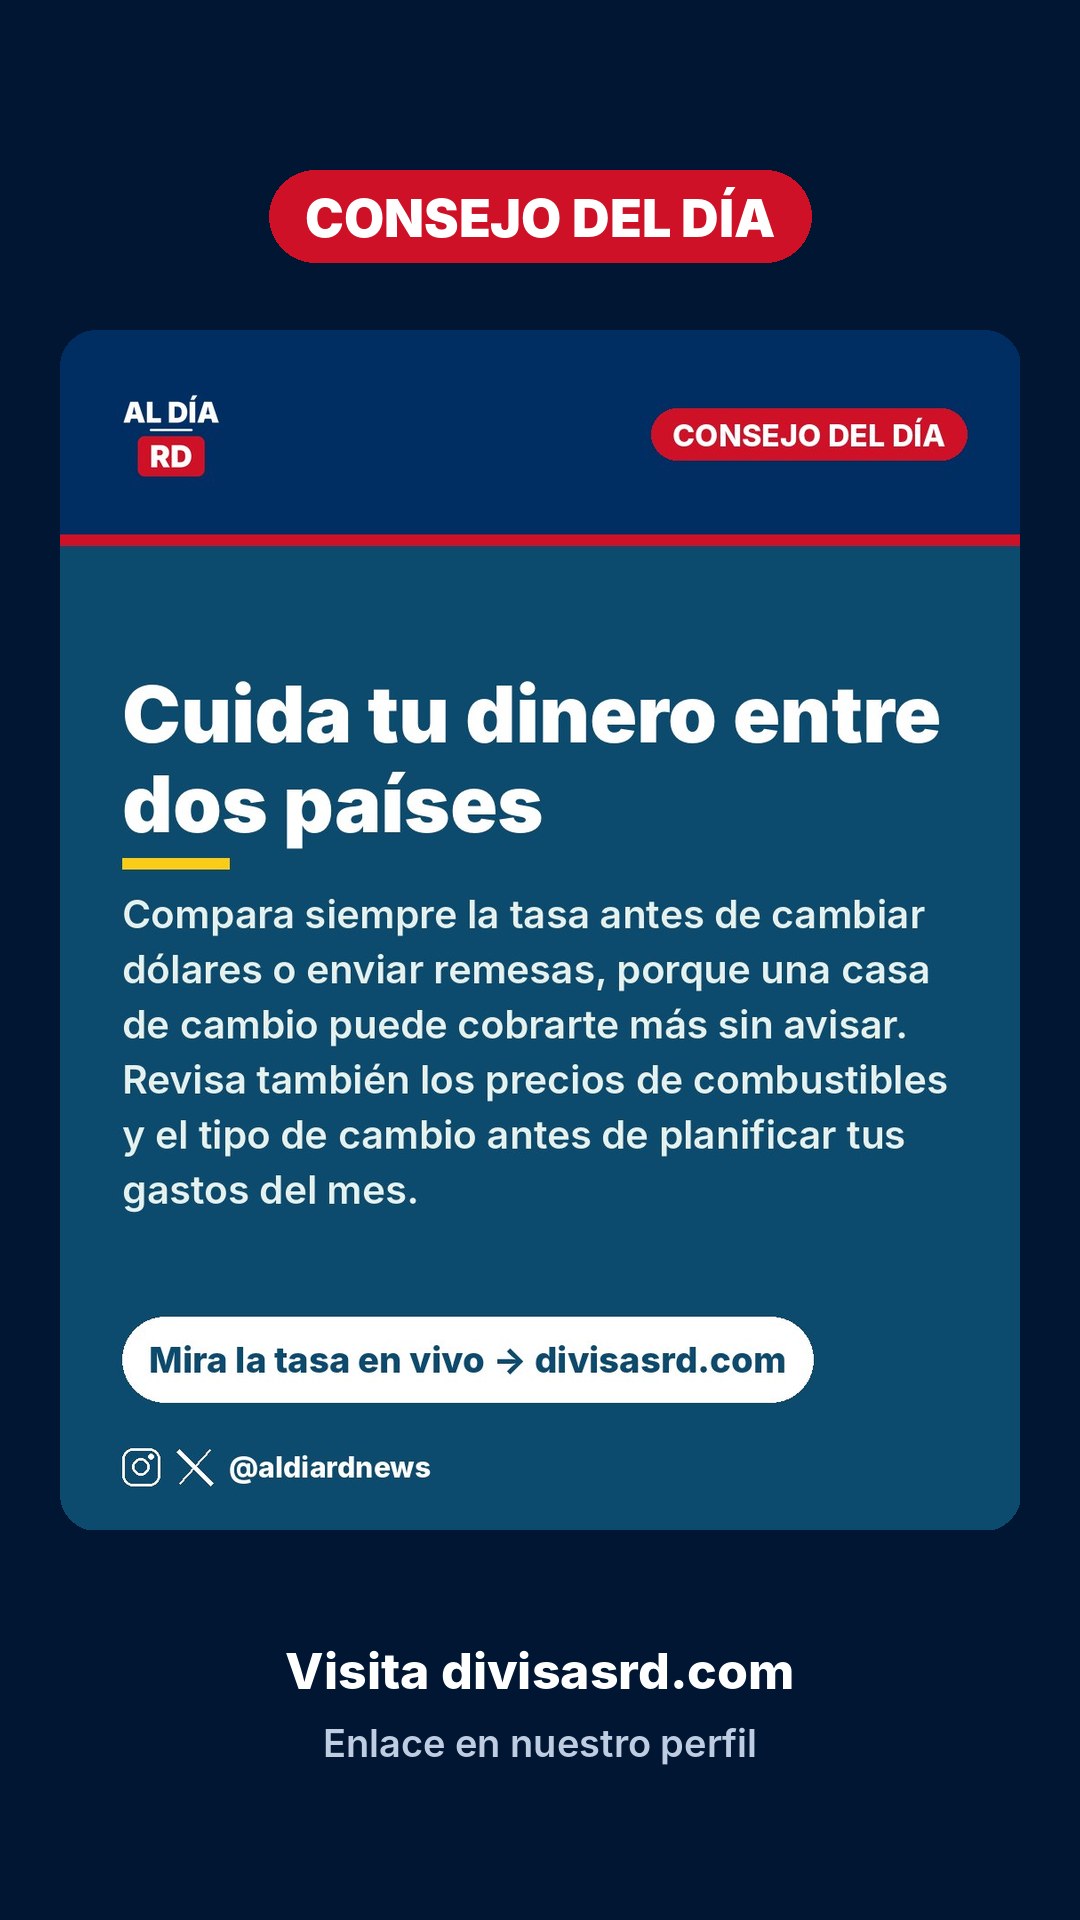 CONSEJO DEL DÍA
AL DÍA
RD
CONSEJO DEL DÍA
Cuida tu dinero entre
dos países
Compara siempre la tasa antes de cambiar
dólares o enviar remesas, porque una casa
de cambio puede cobrarte más sin avisar.
Revisa también los precios de combustibles
y el tipo de cambio antes de planificar tus
gastos del mes.
Mira la tasa en vivo → divisasrd.com
@aldiardnews
Visita divisasrd.com
Enlace en nuestro perfil